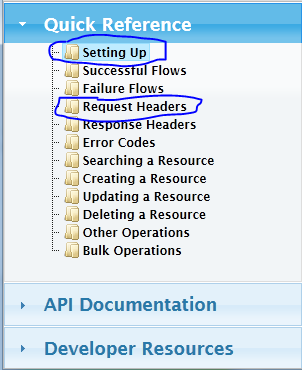 Quick Reference
Setting Up
Successful Flows
Failure Flows
Request Headers
Response Headers
Error Codes
Searching a Resource
Creating a Resource
Updating a Resource
Deleting a Resource
Other Operations
Bulk Operations
API Documentation
Developer Resources